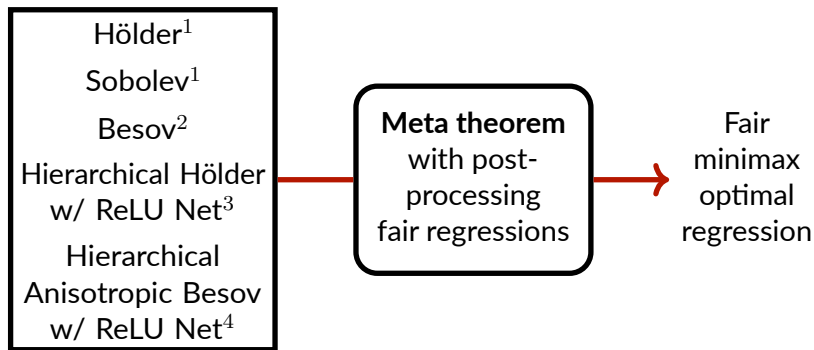 Hölder¹
Sobolev¹
Besov²
Hierarchical Hölder
w/ ReLU Net³
Hierarchical
Anisotropic Besov
w/ ReLU Net⁴
Meta theorem
with post-
processing
fair regressions
Fair
minimax
optimal
regression